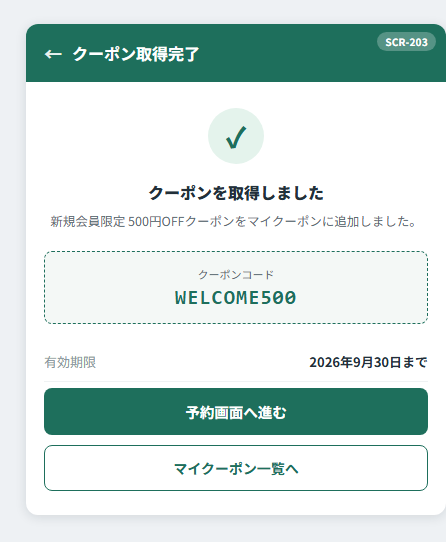 ← クーポン取得完了
SCR-203
✓
クーポンを取得しました
新規会員限定 500円OFFクーポンをマイクーポンに追加しました。
クーポンコード
WELCOME500
有効期限 2026年9月30日まで
予約画面へ進む
マイクーポン一覧へ